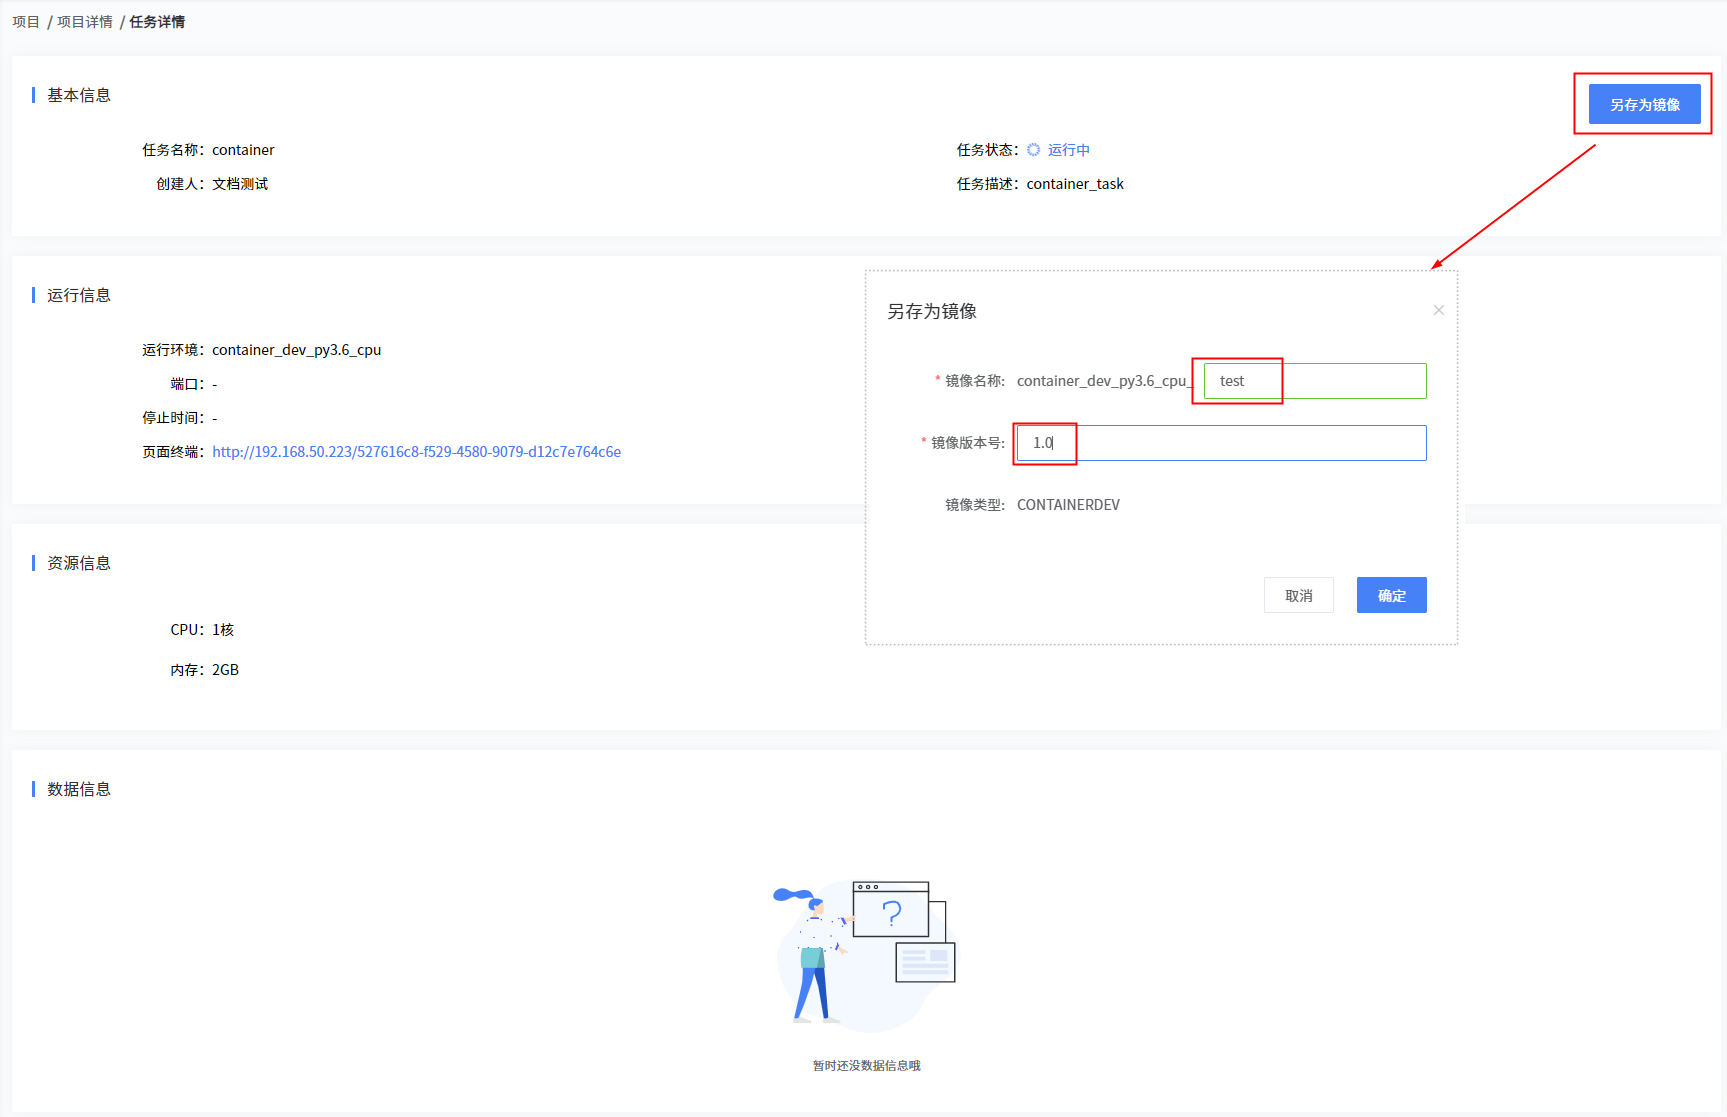 项目 / 项目详情 / 任务详情
基本信息
另存为镜像
任务名称：container
任务状态：运行中
创建人：文档测试
任务描述：container_task
运行信息
运行环境：container_dev_py3.6_cpu
端口：-
停止时间：-
页面终端：http://192.168.50.223/527616c8-f529-4580-9079-d12c7e764c6e
另存为镜像
* 镜像名称: container_dev_py3.6_cpu_ test
* 镜像版本号: 1.0
镜像类型: CONTAINERDEV
取消 确定
资源信息
CPU：1核
内存：2GB
数据信息
?
暂时还没数据信息哦